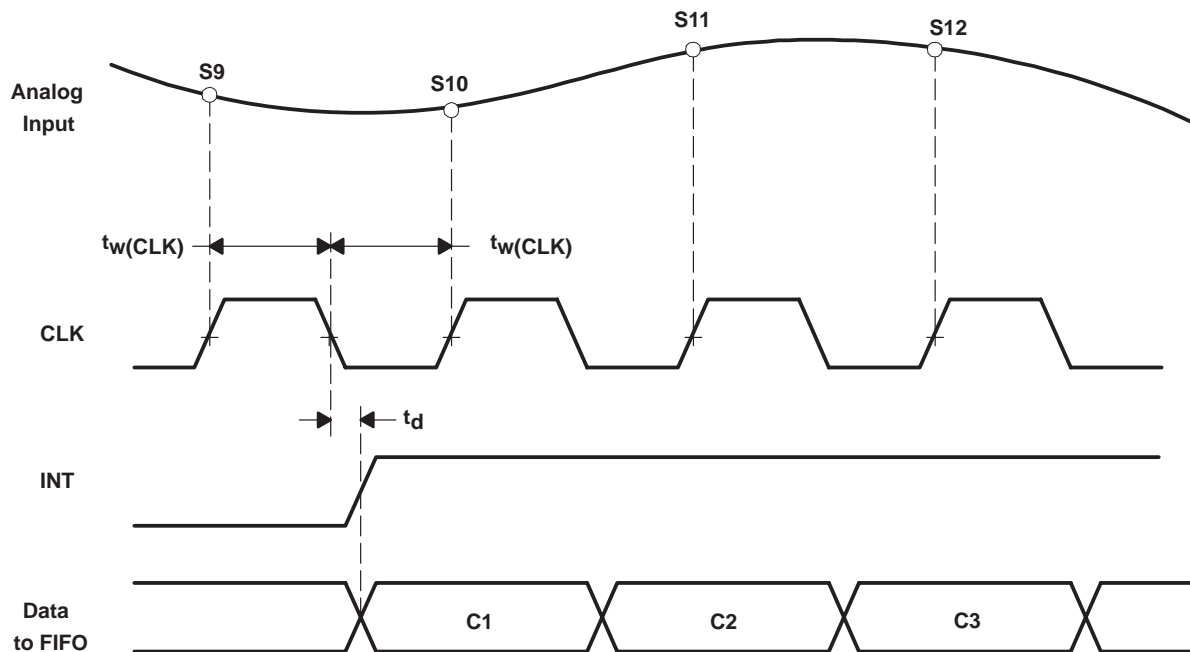 S11
S12
S9
S10
Analog
Input
tw(CLK)
tw(CLK)
CLK
td
INT
Data
to FIFO
C1
C2
C3